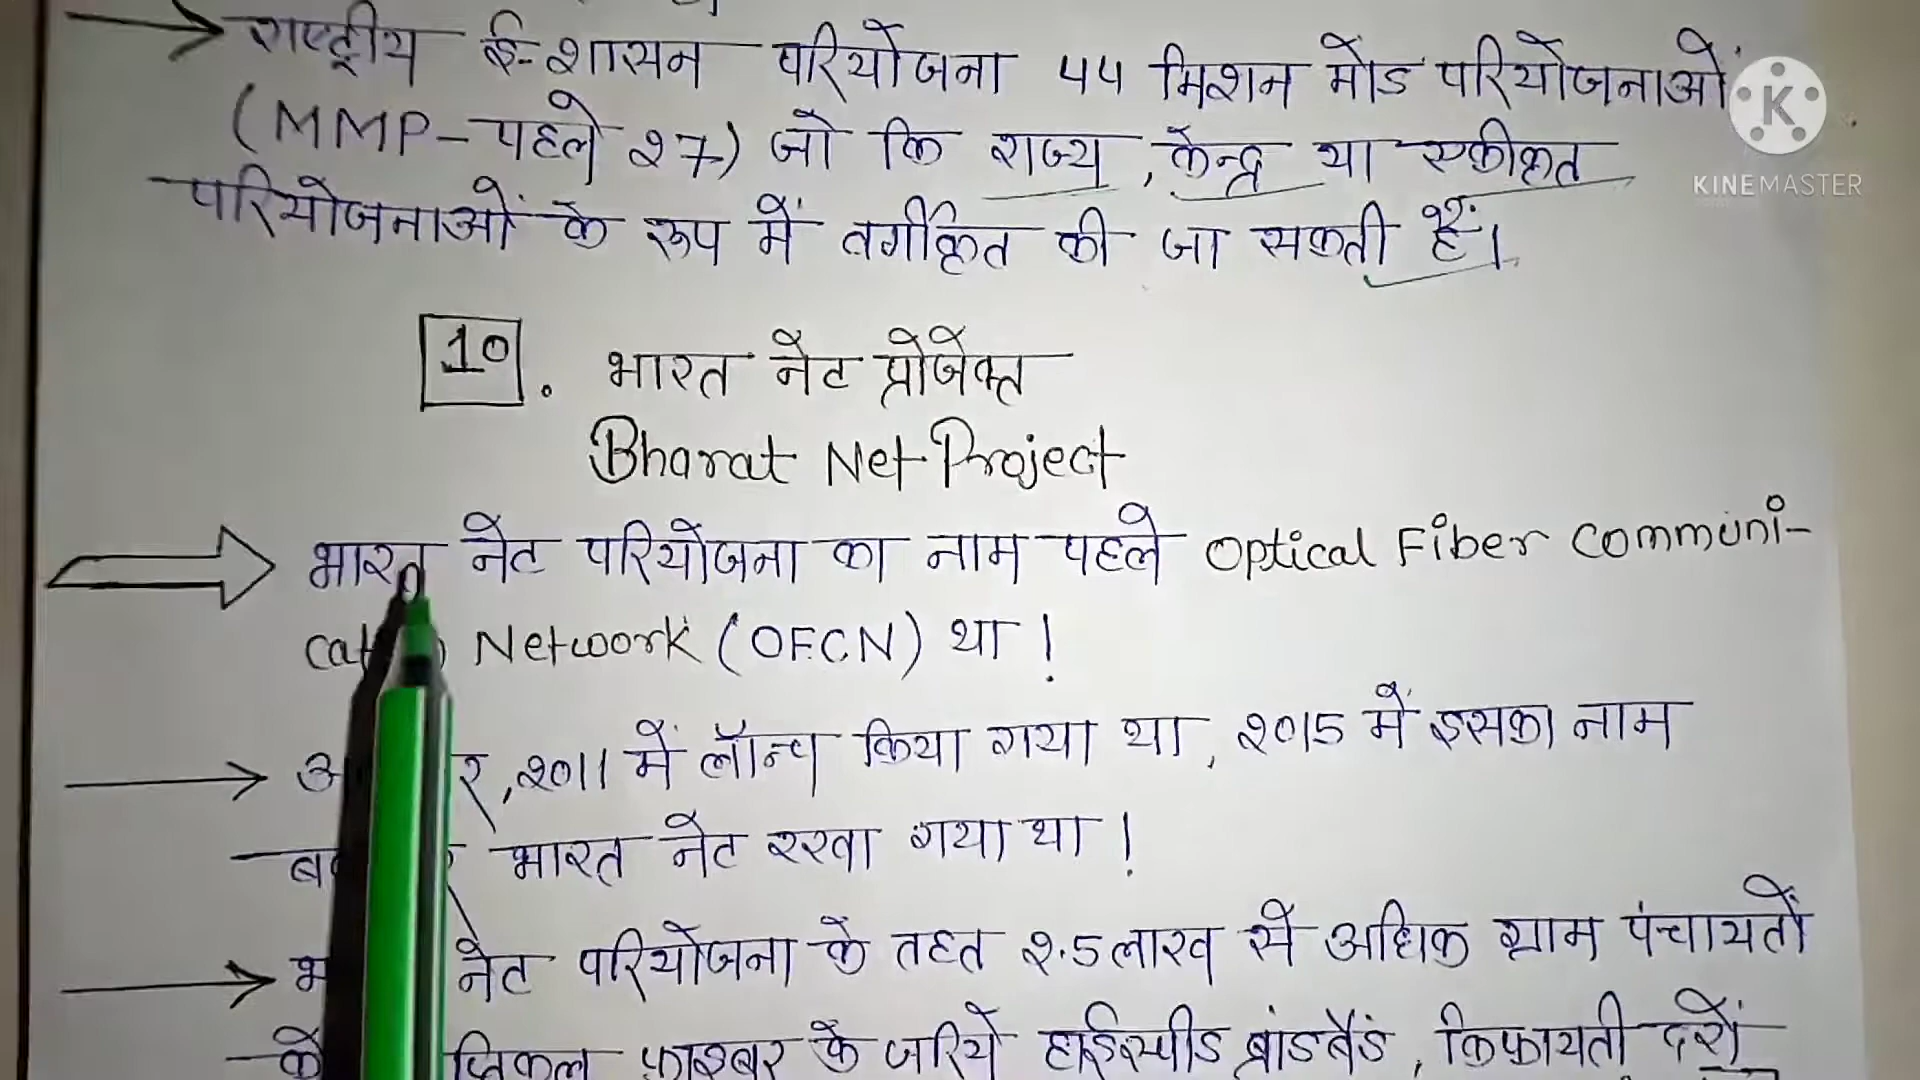 राष्ट्रीय ई-शासन परियोजना 44 मिशन मोड परियोजनाओं
(MMP-पहले 27) जो कि राज्य, केन्द्र या एकीकृत
परियोजनाओं के रूप में वर्गीकृत की जा सकती हैं।
KINEMASTER
10. भारत नेट प्रोजेक्ट
Bharat Net Project
भारत नेट परियोजना का नाम पहले Optical Fiber Communi-
Network (OFCN) था!
,2011 में लॉन्च किया गया था, 2015 में इसका नाम
भारत नेट रखा गया था!
नेट परियोजना के तहत 2.5 लाख से अधिक ग्राम पंचायतों
फ़ाइबर के जरिये हाईस्पीड ब्रांडबैंड, किफायती दरों